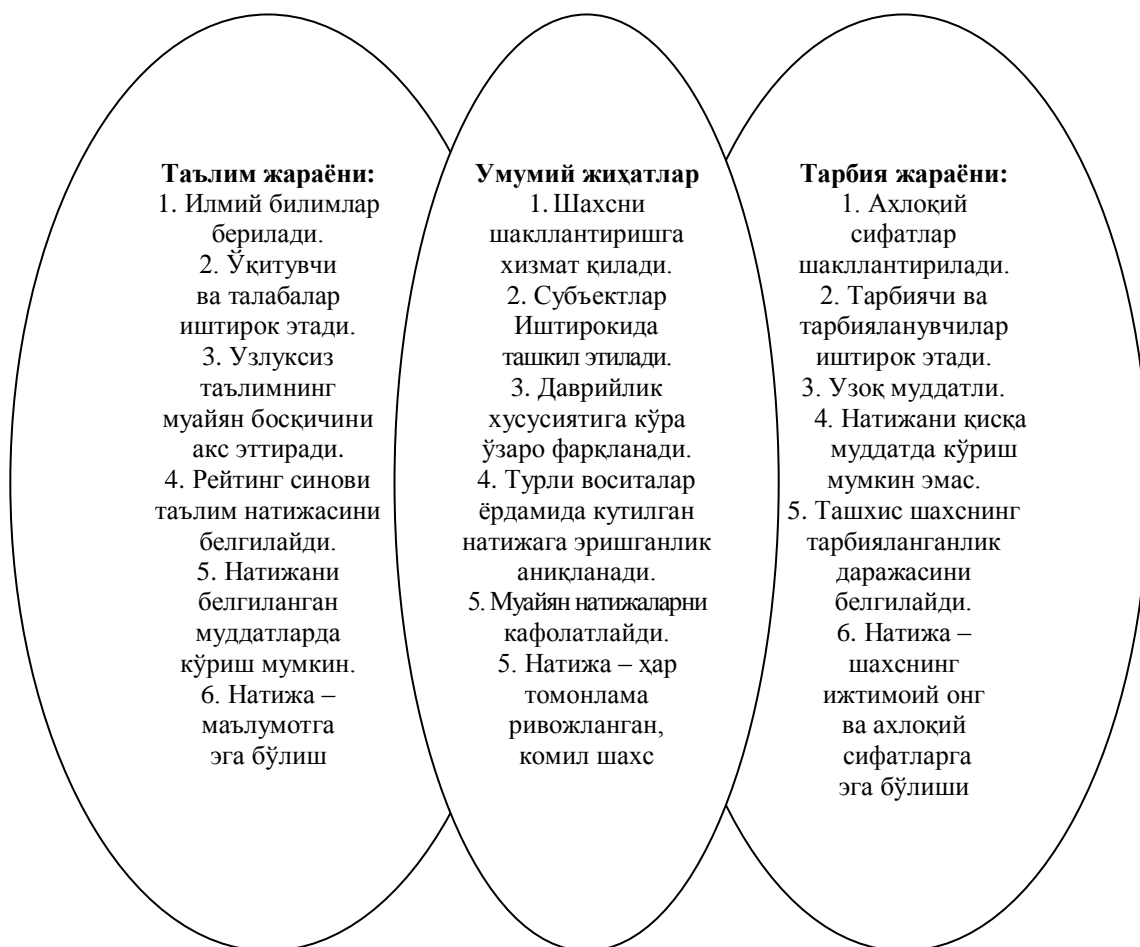 Таълим жараёни:
1. Илмий билимлар
берилади.
2. Ўқитувчи
ва талабалар
иштирок этади.
3. Узлуксиз
таълимнинг
муайян босқичини
акс эттиради.
4. Рейтинг синови
таълим натижасини
белгилайди.
5. Натижани
белгиланган
муддатларда
кўриш мумкин.
6. Натижа –
маълумотга
эга бўлиш
Умумий жиҳатлар
1. Шахсни
шакллантиришга
хизмат қилади.
2. Субъектлар
Иштирокида
ташкил этилади.
3. Даврийлик
хусусиятига кўра
ўзаро фарқланади.
4. Турли воситалар
ёрдамида кутилган
натижага эришганлик
аниқланади.
5. Муайян натижаларни
кафолатлайди.
5. Натижа – ҳар
томонлама
ривожланган,
комил шахс
Тарбия жараёни:
1. Ахлоқий
сифатлар
шакллантирилади.
2. Тарбиячи ва
тарбияланувчилар
иштирок этади.
3. Узоқ муддатли.
4. Натижани қисқа
муддатда кўриш
мумкин эмас.
5. Ташхис шахснинг
тарбияланганлик
даражасини
белгилайди.
6. Натижа –
шахснинг
ижтимоий онг
ва ахлоқий
сифатларга
эга бўлиши